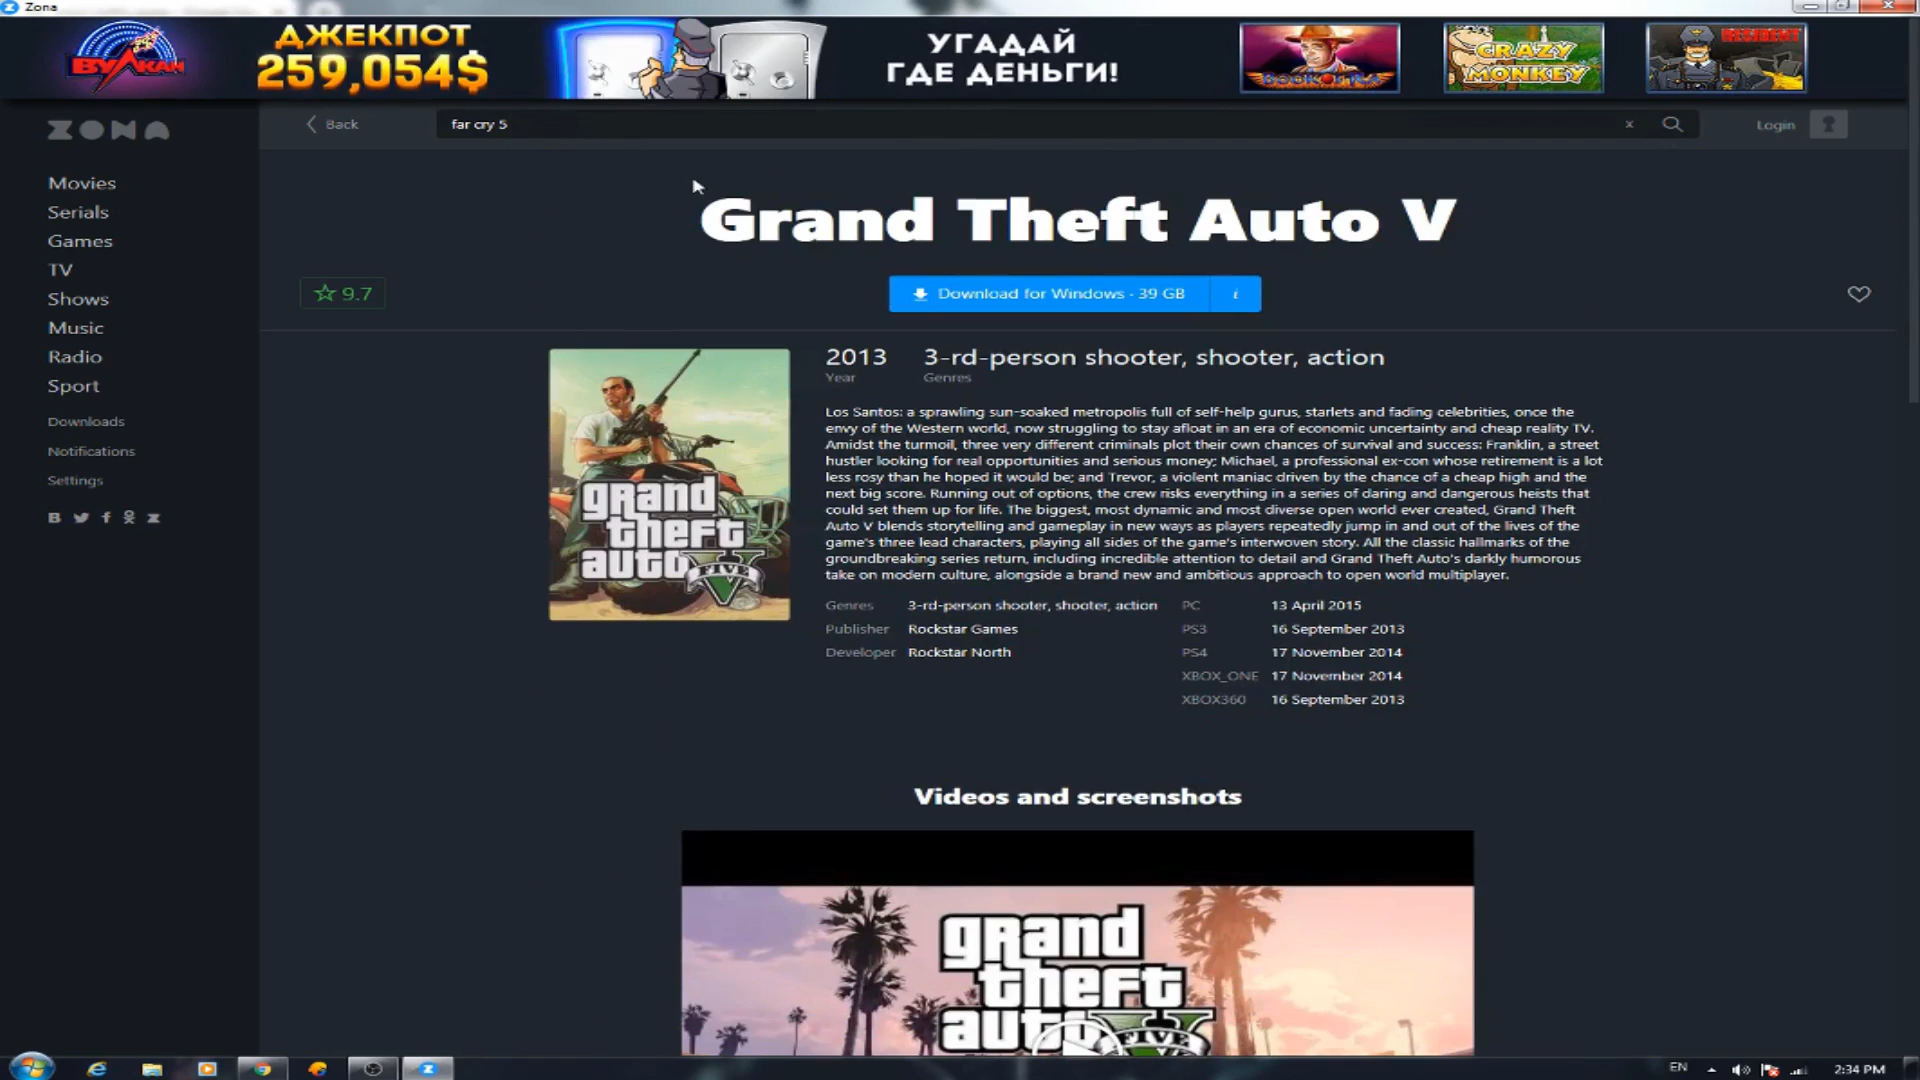 Zona
ВУЛКАН
ДЖЕКПОТ
259,054$
УГАДАЙ
ГДЕ ДЕНЬГИ!
BOOK OF RA
CRAZY
MONKEY
RESIDENT
ZONA
Back
far cry 5
x
Login
Movies
Serials
Games
TV
Shows
Music
Radio
Sport
Downloads
Notifications
Settings
Grand Theft Auto V
9.7
Download for Windows - 39 GB
i
grand
theft
auto
FIVE
2013 3-rd-person shooter, shooter, action
Year Genres
Los Santos: a sprawling sun-soaked metropolis full of self-help gurus, starlets and fading celebrities, once the
envy of the Western world, now struggling to stay afloat in an era of economic uncertainty and cheap reality TV.
Amidst the turmoil, three very different criminals plot their own chances of survival and success: Franklin, a street
hustler looking for real opportunities and serious money; Michael, a professional ex-con whose retirement is a lot
less rosy than he hoped it would be; and Trevor, a violent maniac driven by the chance of a cheap high and the
next big score. Running out of options, the crew risks everything in a series of daring and dangerous heists that
could set them up for life. The biggest, most dynamic and most diverse open world ever created, Grand Theft
Auto V blends storytelling and gameplay in new ways as players repeatedly jump in and out of the lives of the
game's three lead characters, playing all sides of the game's interwoven story. All the classic hallmarks of the
groundbreaking series return, including incredible attention to detail and Grand Theft Auto's darkly humorous
take on modern culture, alongside a brand new and ambitious approach to open world multiplayer.
Genres 3-rd-person shooter, shooter, action PC 13 April 2015
Publisher Rockstar Games PS3 16 September 2013
Developer Rockstar North PS4 17 November 2014
XBOX_ONE 17 November 2014
XBOX360 16 September 2013
Videos and screenshots
grand
theft
auto
FIVE
EN
2:34 PM